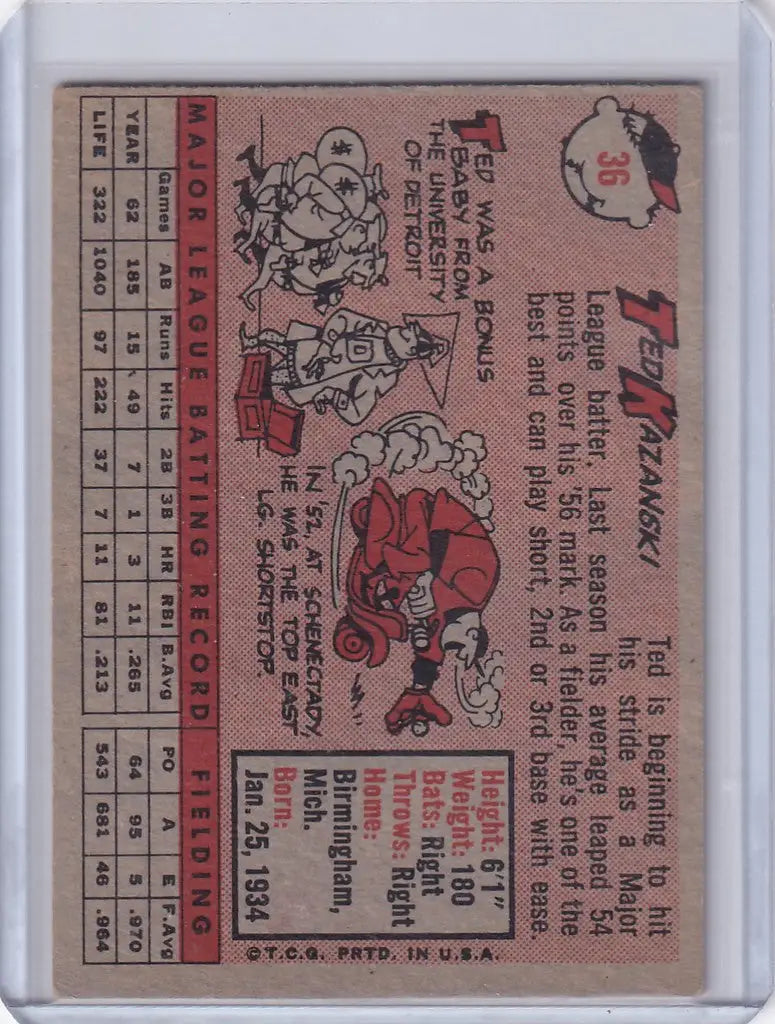 36
TED KAZANSKI
Ted is beginning to hit
his stride as a Major
League batter. Last season his average leaped 54
points over his '56 mark. As a fielder, he's one of the
best and can play short, 2nd or 3rd base with ease.
TED WAS A BONUS
BABY FROM
THE UNIVERSITY
OF DETROIT
$
$
D
IN '52, AT SCHENECTADY,
HE WAS THE TOP EAST
LG. SHORTSTOP.
Height: 6'1"
Weight: 180
Bats: Right
Throws: Right
Home:
Birmingham,
Mich.
Born:
Jan. 25, 1934
©T.C.G. PRTD. IN U.S.A.
MAJOR LEAGUE BATTING RECORD FIELDING
Games AB Runs Hits 2B 3B HR RBI B.Avg PO A E F.Avg
YEAR 62 185 15 49 7 1 3 11 .265 64 95 5 .970
LIFE 322 1040 97 222 37 7 11 81 .213 543 681 46 .964